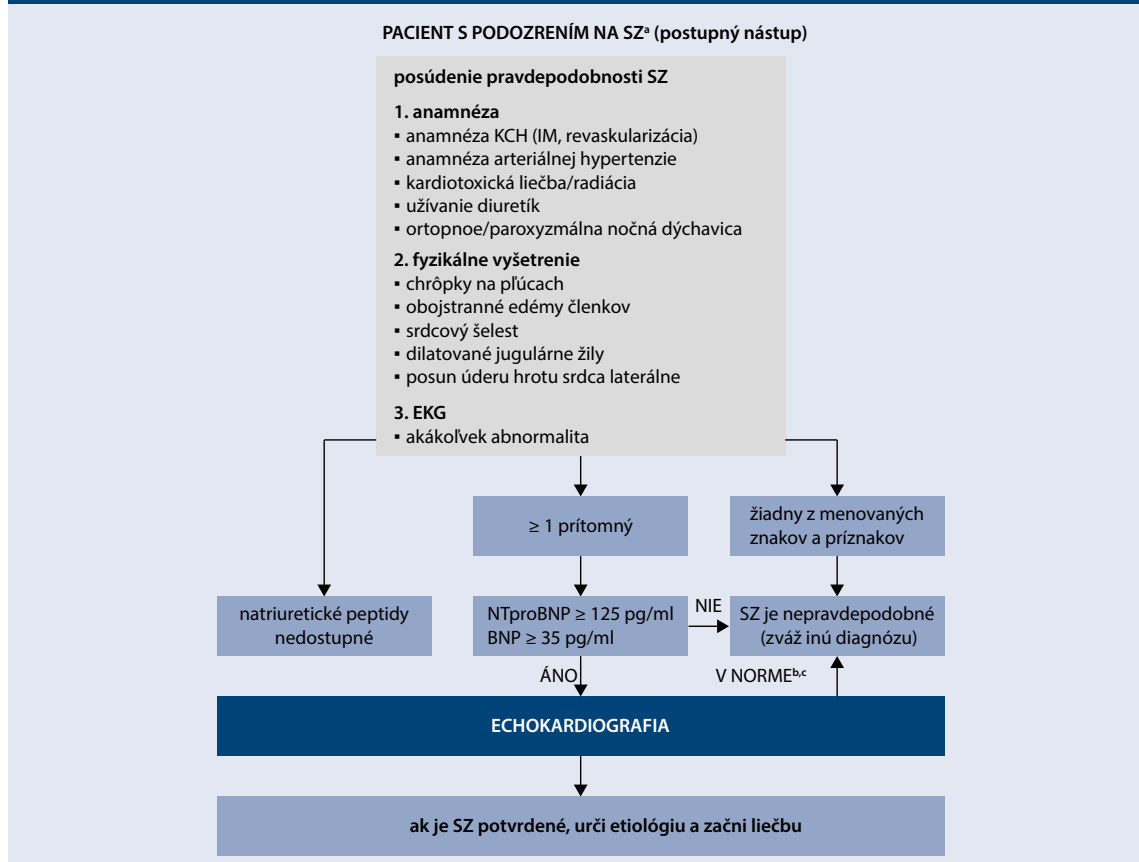 PACIENT S PODOZRENÍM NA SZᵃ (postupný nástup)
posúdenie pravdepodobnosti SZ
1. anamnéza
▪ anamnéza KCH (IM, revaskularizácia)
▪ anamnéza arteriálnej hypertenzie
▪ kardiotoxická liečba/radiácia
▪ užívanie diuretík
▪ ortopnoe/paroxyzmálna nočná dýchavica
2. fyzikálne vyšetrenie
▪ chrôpky na pľúcach
▪ obojstranné edémy členkov
▪ srdcový šelest
▪ dilatované jugulárne žily
▪ posun úderu hrotu srdca laterálne
3. EKG
▪ akákoľvek abnormalita
≥ 1 prítomný
žiadny z menovaných
znakov a príznakov
natriuretické peptidy
nedostupné
NTproBNP ≥ 125 pg/ml
BNP ≥ 35 pg/ml
NIE
SZ je nepravdepodobné
(zváž inú diagnózu)
ÁNO
V NORMEᵇ,ᶜ
ECHOKARDIOGRAFIA
ak je SZ potvrdené, urči etiológiu a začni liečbu